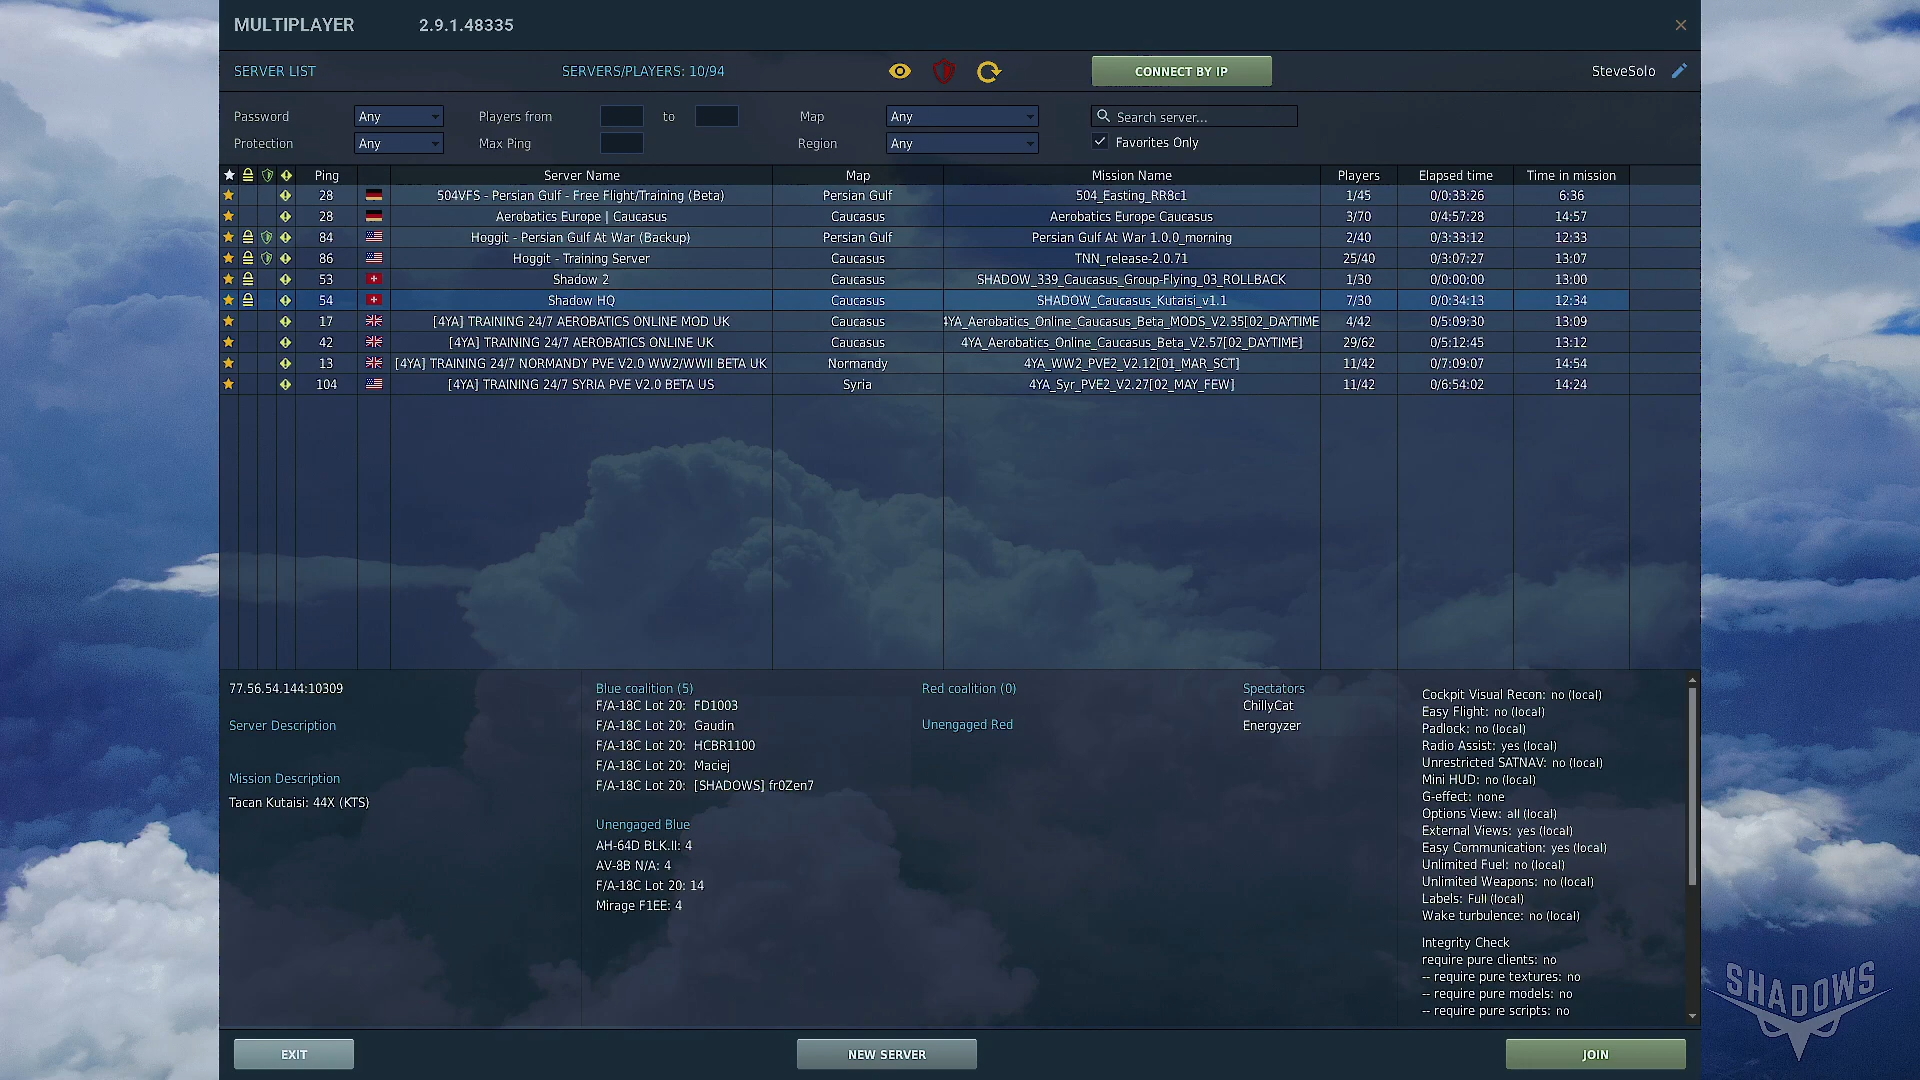 MULTIPLAYER 2.9.1.48335
SERVER LIST SERVERS/PLAYERS: 10/94 CONNECT BY IP SteveSolo
Password Any Players from to Map Any Search server...
Protection Any Max Ping Region Any Favorites Only
Ping Server Name Map Mission Name Players Elapsed time Time in mission
28 504VFS - Persian Gulf - Free Flight/Training (Beta) Persian Gulf 504_Easting_RR8c1 1/45 0/0:33:26 6:36
28 Aerobatics Europe | Caucasus Caucasus Aerobatics Europe Caucasus 3/70 0/4:57:28 14:57
84 Hoggit - Persian Gulf At War (Backup) Persian Gulf Persian Gulf At War 1.0.0_morning 2/40 0/3:33:12 12:33
86 Hoggit - Training Server Caucasus TNN_release-2.0.71 25/40 0/3:07:27 13:07
53 Shadow 2 Caucasus SHADOW_339_Caucasus_Group-Flying_03_ROLLBACK 1/30 0/0:00:00 13:00
54 Shadow HQ Caucasus SHADOW_Caucasus_Kutaisi_v1.1 7/30 0/0:34:13 12:34
17 [4YA] TRAINING 24/7 AEROBATICS ONLINE MOD UK Caucasus 4YA_Aerobatics_Online_Caucasus_Beta_MODS_V2.35[02_DAYTIME 4/42 0/5:09:30 13:09
42 [4YA] TRAINING 24/7 AEROBATICS ONLINE UK Caucasus 4YA_Aerobatics_Online_Caucasus_Beta_V2.57[02_DAYTIME] 29/62 0/5:12:45 13:12
13 [4YA] TRAINING 24/7 NORMANDY PVE V2.0 WW2/WWII BETA UK Normandy 4YA_WW2_PVE2_V2.12[01_MAR_SCT] 11/42 0/7:09:07 14:54
104 [4YA] TRAINING 24/7 SYRIA PVE V2.0 BETA US Syria 4YA_Syr_PVE2_V2.27[02_MAY_FEW] 11/42 0/6:54:02 14:24
77.56.54.144:10309
Server Description
Mission Description
Tacan Kutaisi: 44X (KTS)
Blue coalition (5)
F/A-18C Lot 20: FD1003
F/A-18C Lot 20: Gaudin
F/A-18C Lot 20: HCBR1100
F/A-18C Lot 20: Maciej
F/A-18C Lot 20: [SHADOWS] fr0Zen7
Unengaged Blue
AH-64D BLK.II: 4
AV-8B N/A: 4
F/A-18C Lot 20: 14
Mirage F1EE: 4
Red coalition (0)
Unengaged Red
Spectators
ChillyCat
Energyzer
Cockpit Visual Recon: no (local)
Easy Flight: no (local)
Padlock: no (local)
Radio Assist: yes (local)
Unrestricted SATNAV: no (local)
Mini HUD: no (local)
G-effect: none
Options View: all (local)
External Views: yes (local)
Easy Communication: yes (local)
Unlimited Fuel: no (local)
Unlimited Weapons: no (local)
Labels: Full (local)
Wake turbulence: no (local)
Integrity Check
require pure clients: no
-- require pure textures: no
-- require pure models: no
-- require pure scripts: no
SHADOWS
EXIT NEW SERVER JOIN